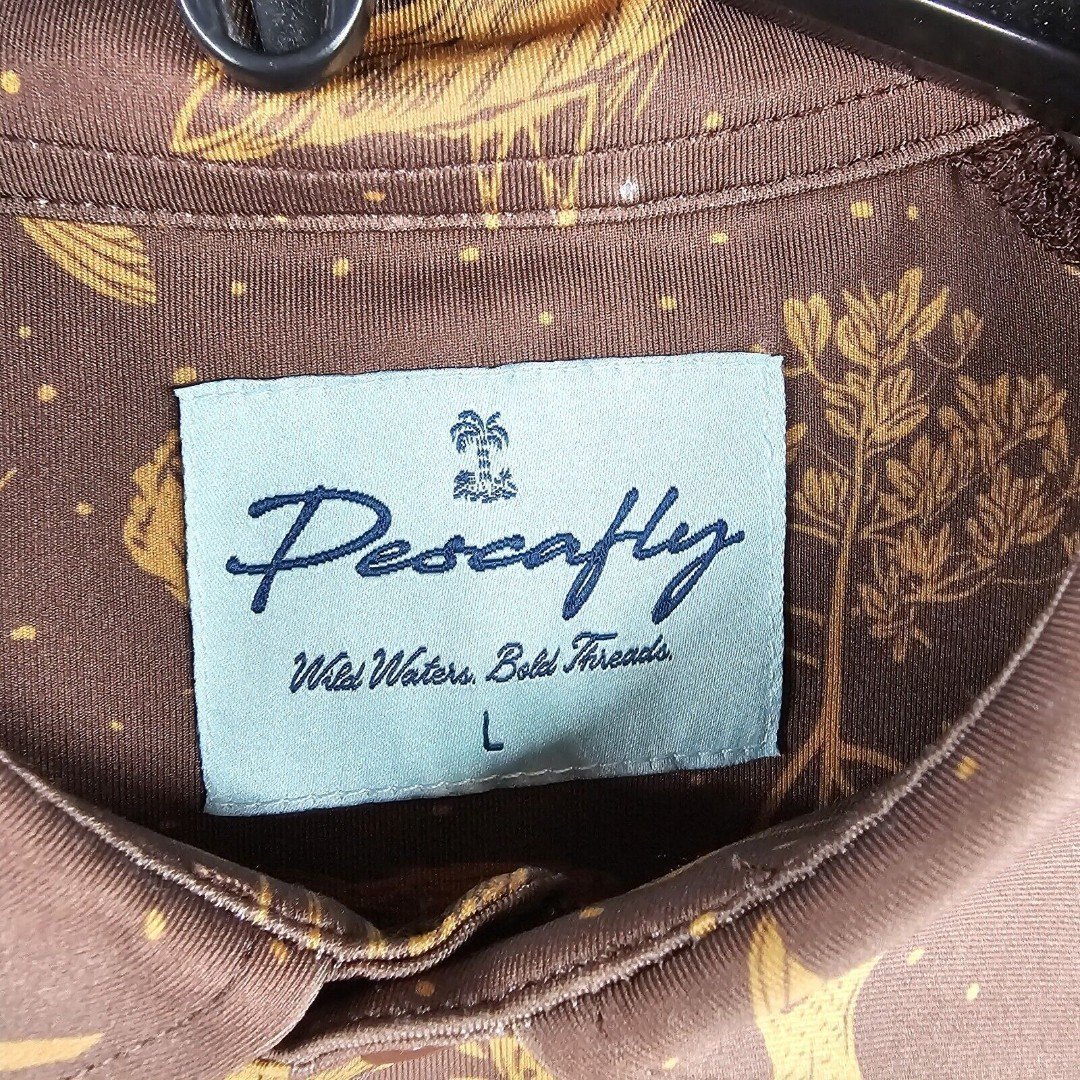 Pescafly
Wild Waters. Bold Threads.
L